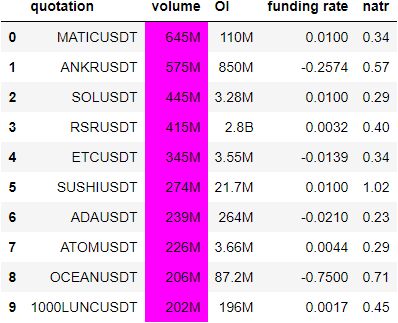 quotation volume OI funding rate natr
0 MATICUSDT 645M 110M 0.0100 0.34
1 ANKRUSDT 575M 850M -0.2574 0.57
2 SOLUSDT 445M 3.28M 0.0100 0.29
3 RSRUSDT 415M 2.8B 0.0032 0.40
4 ETCUSDT 345M 3.55M -0.0139 0.34
5 SUSHIUSDT 274M 21.7M 0.0100 1.02
6 ADAUSDT 239M 264M -0.0210 0.23
7 ATOMUSDT 226M 3.66M 0.0044 0.29
8 OCEANUSDT 206M 87.2M -0.7500 0.71
9 1000LUNCUSDT 202M 196M 0.0017 0.45